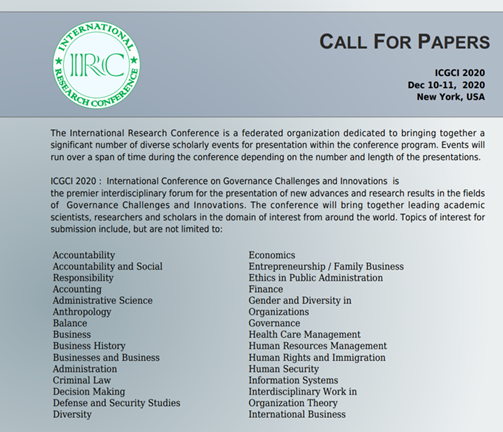 INTERNATIONAL
IRC
RESEARCH CONFERENCE
CALL FOR PAPERS
ICGCI 2020
Dec 10-11, 2020
New York, USA
The International Research Conference is a federated organization dedicated to bringing together a
significant number of diverse scholarly events for presentation within the conference program. Events will
run over a span of time during the conference depending on the number and length of the presentations.
ICGCI 2020 : International Conference on Governance Challenges and Innovations is
the premier interdisciplinary forum for the presentation of new advances and research results in the fields
of Governance Challenges and Innovations. The conference will bring together leading academic
scientists, researchers and scholars in the domain of interest from around the world. Topics of interest for
submission include, but are not limited to:
Accountability
Accountability and Social
Responsibility
Accounting
Administrative Science
Anthropology
Balance
Business
Business History
Businesses and Business
Administration
Criminal Law
Decision Making
Defense and Security Studies
Diversity
Economics
Entrepreneurship / Family Business
Ethics in Public Administration
Finance
Gender and Diversity in
Organizations
Governance
Health Care Management
Human Resources Management
Human Rights and Immigration
Human Security
Information Systems
Interdisciplinary Work in
Organization Theory
International Business